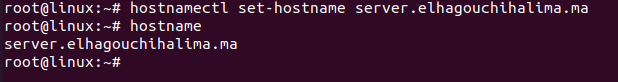 root@linux:~# hostnamectl set-hostname server.elhagouchihalima.ma
root@linux:~# hostname
server.elhagouchihalima.ma
root@linux:~#